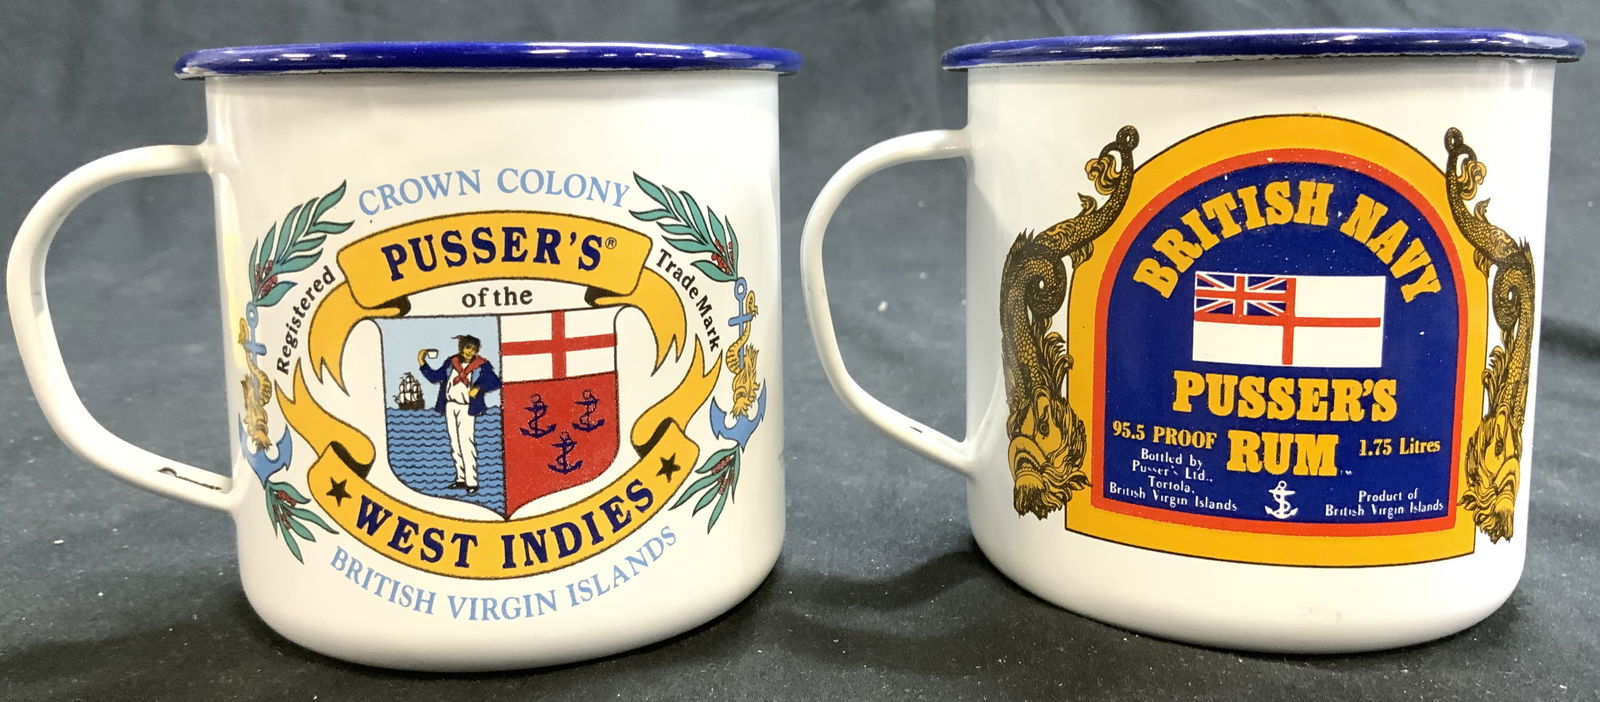 CROWN COLONY
PUSSER'S®
of the
Registered
Trade Mark
WEST INDIES
BRITISH VIRGIN ISLANDS
BRITISH NAVY
PUSSER'S
RUM™
95.5 PROOF
1.75 Litres
Bottled by
Pusser's Ltd.,
Tortola,
British Virgin Islands
Product of
British Virgin Islands